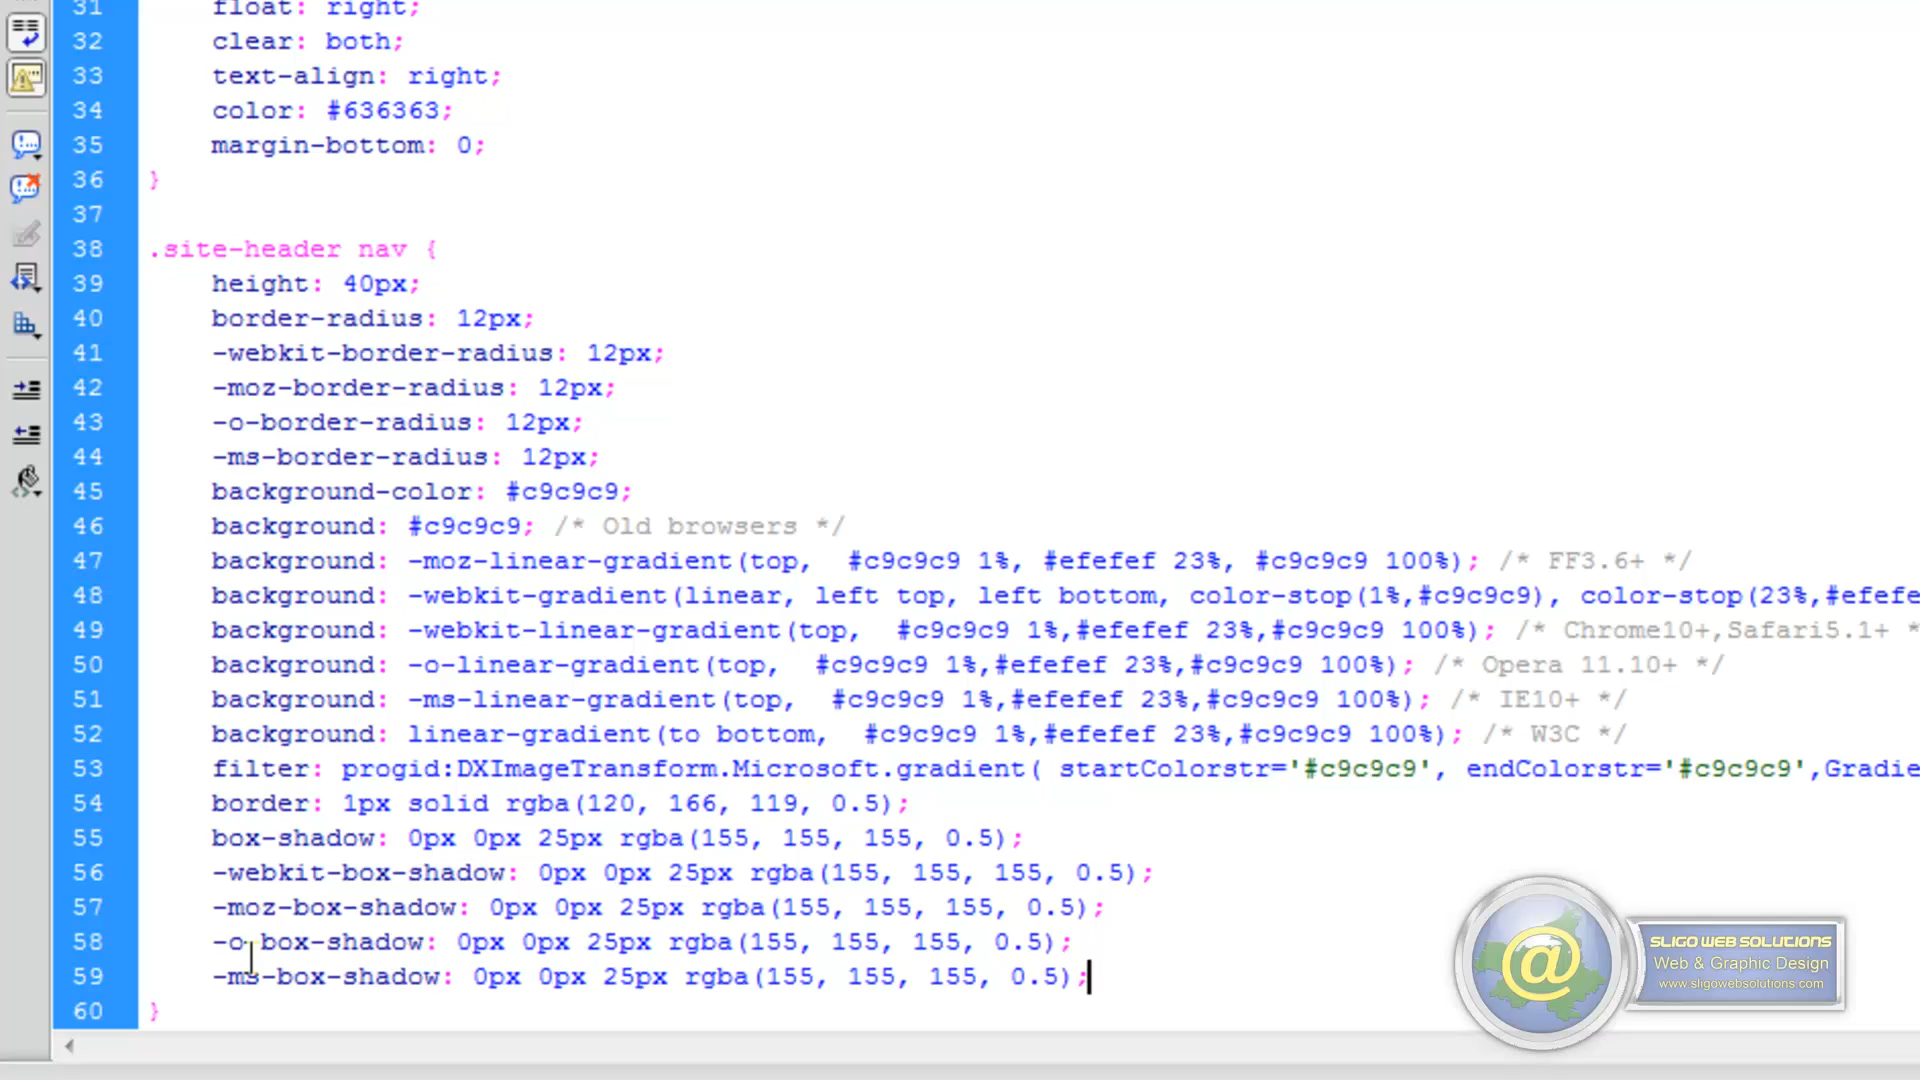 31 float: right;
32 clear: both;
33 text-align: right;
34 color: #636363;
35 margin-bottom: 0;
36 }
37
38 .site-header nav {
39 height: 40px;
40 border-radius: 12px;
41 -webkit-border-radius: 12px;
42 -moz-border-radius: 12px;
43 -o-border-radius: 12px;
44 -ms-border-radius: 12px;
45 background-color: #c9c9c9;
46 background: #c9c9c9; /* Old browsers */
47 background: -moz-linear-gradient(top,  #c9c9c9 1%, #efefef 23%, #c9c9c9 100%); /* FF3.6+ */
48 background: -webkit-gradient(linear, left top, left bottom, color-stop(1%,#c9c9c9), color-stop(23%,#efefe
49 background: -webkit-linear-gradient(top,  #c9c9c9 1%,#efefef 23%,#c9c9c9 100%); /* Chrome10+,Safari5.1+ *
50 background: -o-linear-gradient(top,  #c9c9c9 1%,#efefef 23%,#c9c9c9 100%); /* Opera 11.10+ */
51 background: -ms-linear-gradient(top,  #c9c9c9 1%,#efefef 23%,#c9c9c9 100%); /* IE10+ */
52 background: linear-gradient(to bottom,  #c9c9c9 1%,#efefef 23%,#c9c9c9 100%); /* W3C */
53 filter: progid:DXImageTransform.Microsoft.gradient( startColorstr='#c9c9c9', endColorstr='#c9c9c9',Gradie
54 border: 1px solid rgba(120, 166, 119, 0.5);
55 box-shadow: 0px 0px 25px rgba(155, 155, 155, 0.5);
56 -webkit-box-shadow: 0px 0px 25px rgba(155, 155, 155, 0.5);
57 -moz-box-shadow: 0px 0px 25px rgba(155, 155, 155, 0.5);
58 -o-box-shadow: 0px 0px 25px rgba(155, 155, 155, 0.5);
59 -ms-box-shadow: 0px 0px 25px rgba(155, 155, 155, 0.5);
60 }
@
SLIGO WEB SOLUTIONS
Web & Graphic Design
www.sligowebsolutions.com